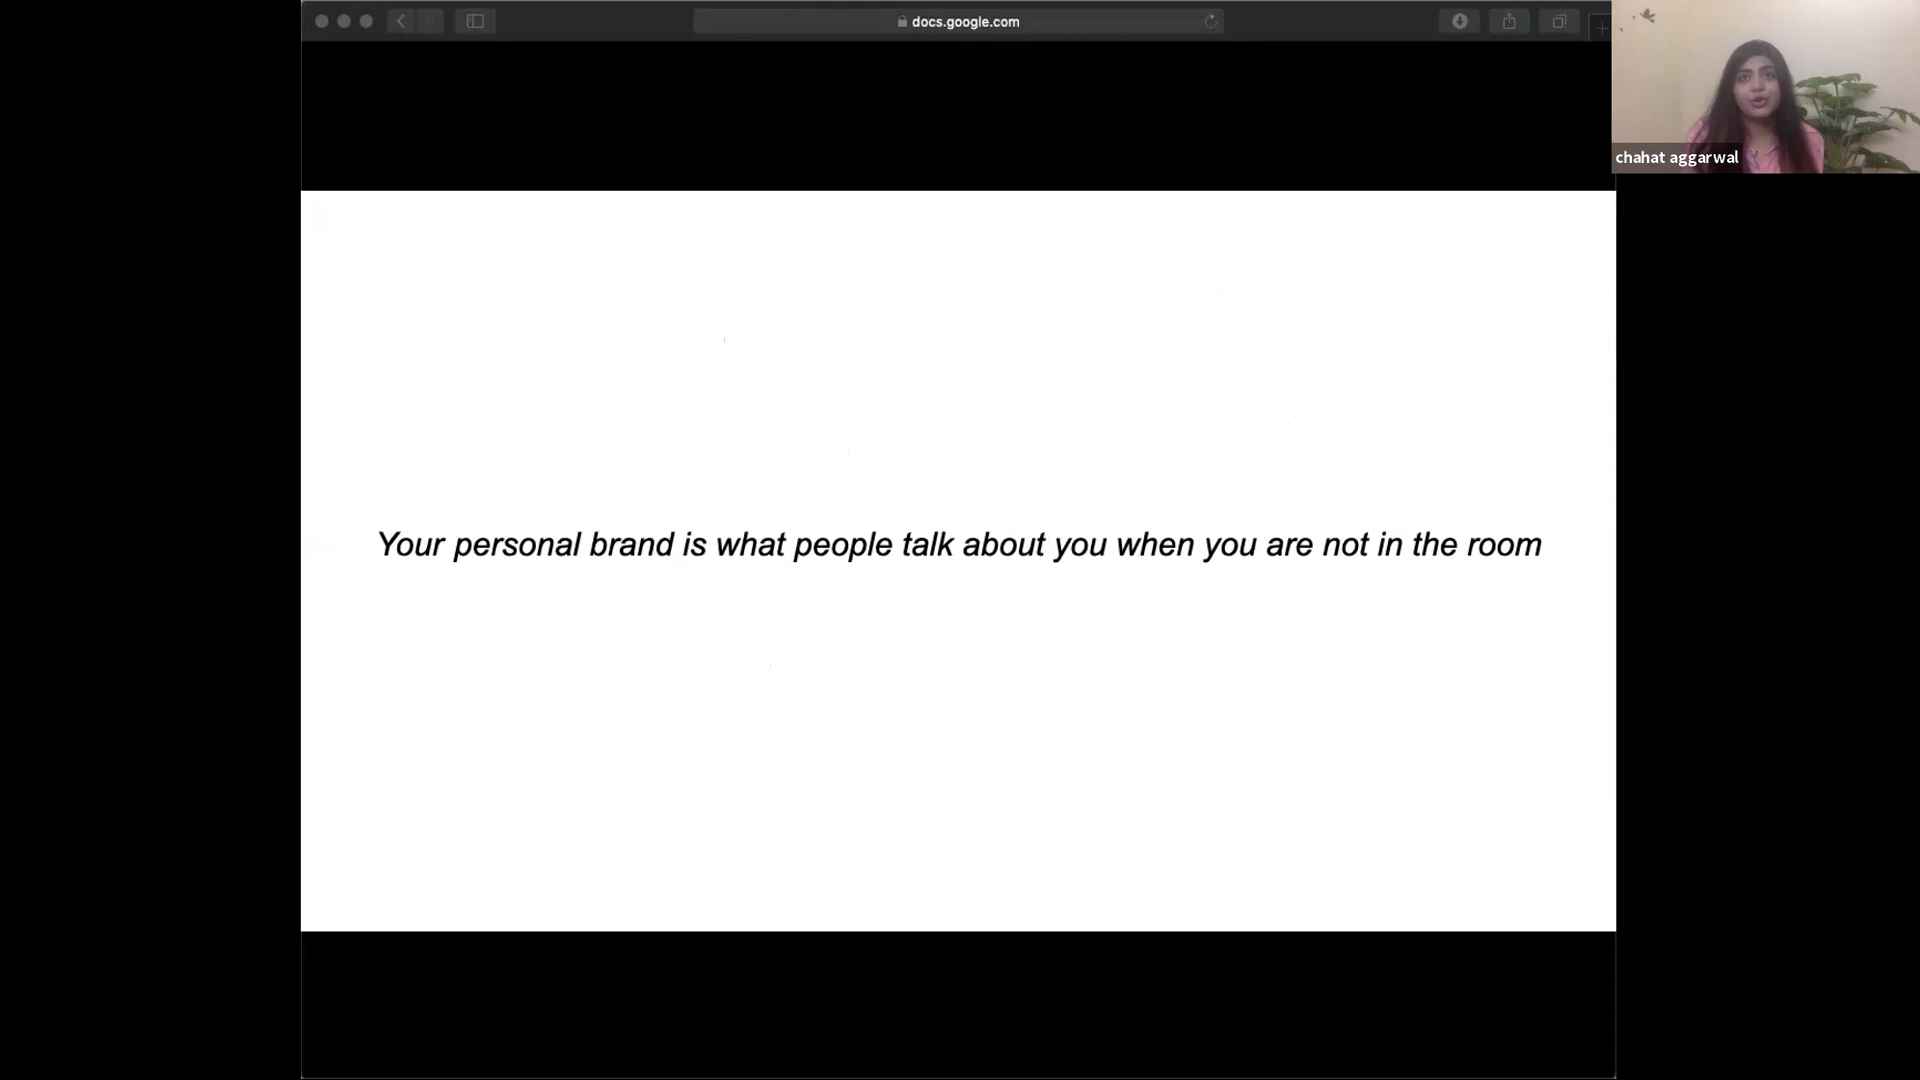 docs.google.com
chahat aggarwal
Your personal brand is what people talk about you when you are not in the room